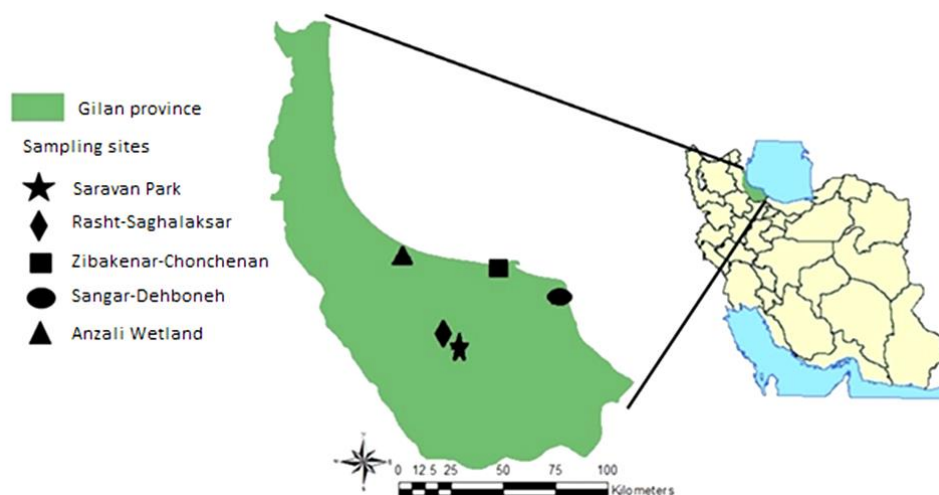 Gilan province
Sampling sites
Saravan Park
Rasht-Saghalaksar
Zibakenar-Chonchenan
Sangar-Dehboneh
Anzali Wetland
0 12 5 25 50 75 100
Kilometers